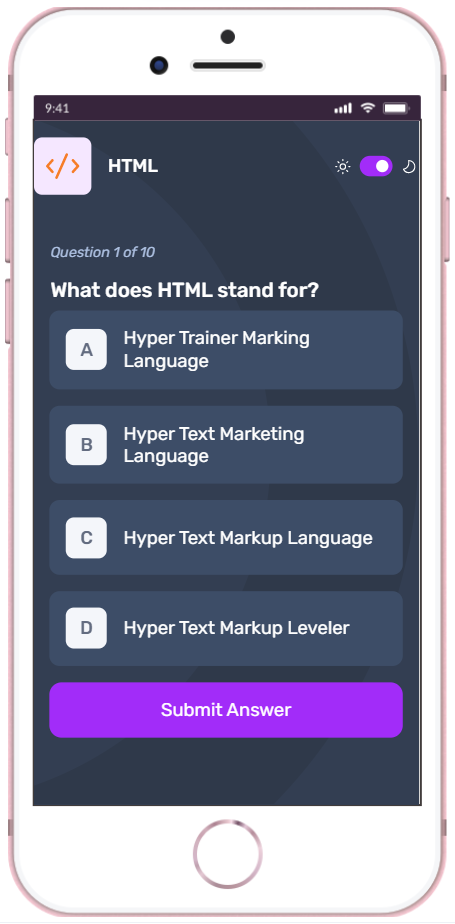 9:41
</>
HTML
Question 1 of 10
What does HTML stand for?
A
Hyper Trainer Marking
Language
B
Hyper Text Marketing
Language
C
Hyper Text Markup Language
D
Hyper Text Markup Leveler
Submit Answer